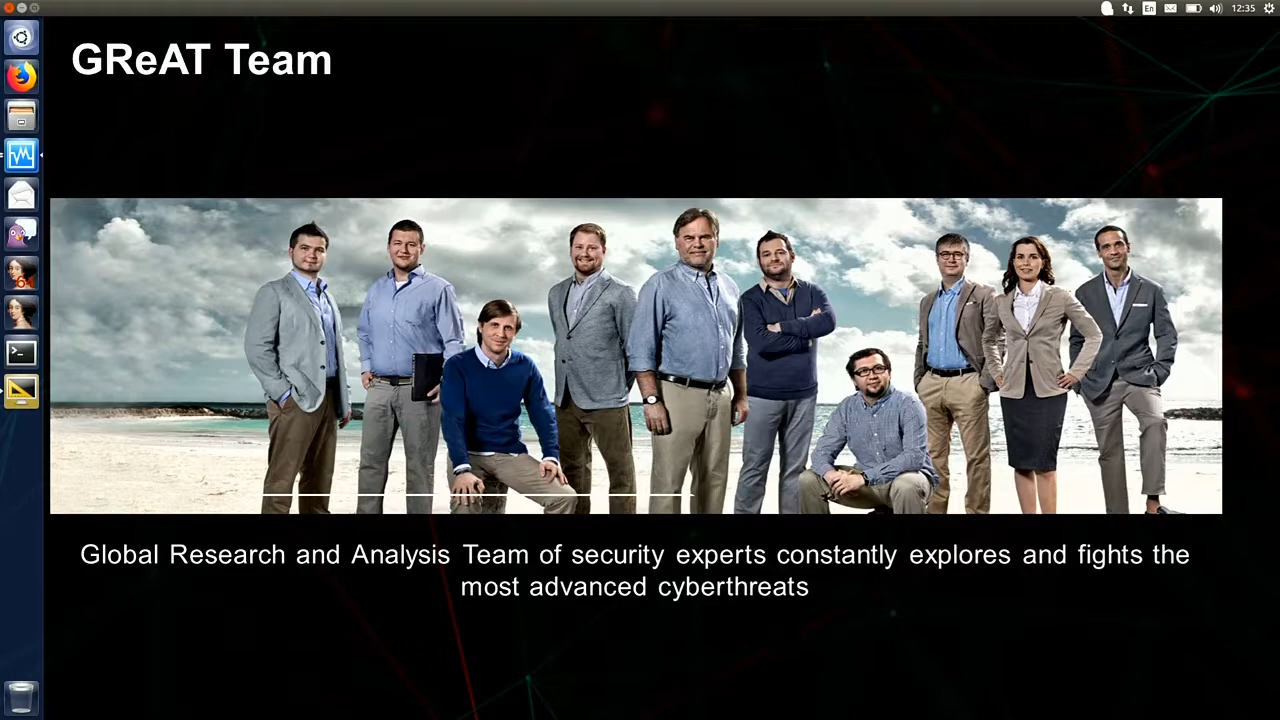 En
12:35
GReAT Team
64
Global Research and Analysis Team of security experts constantly explores and fights the
most advanced cyberthreats